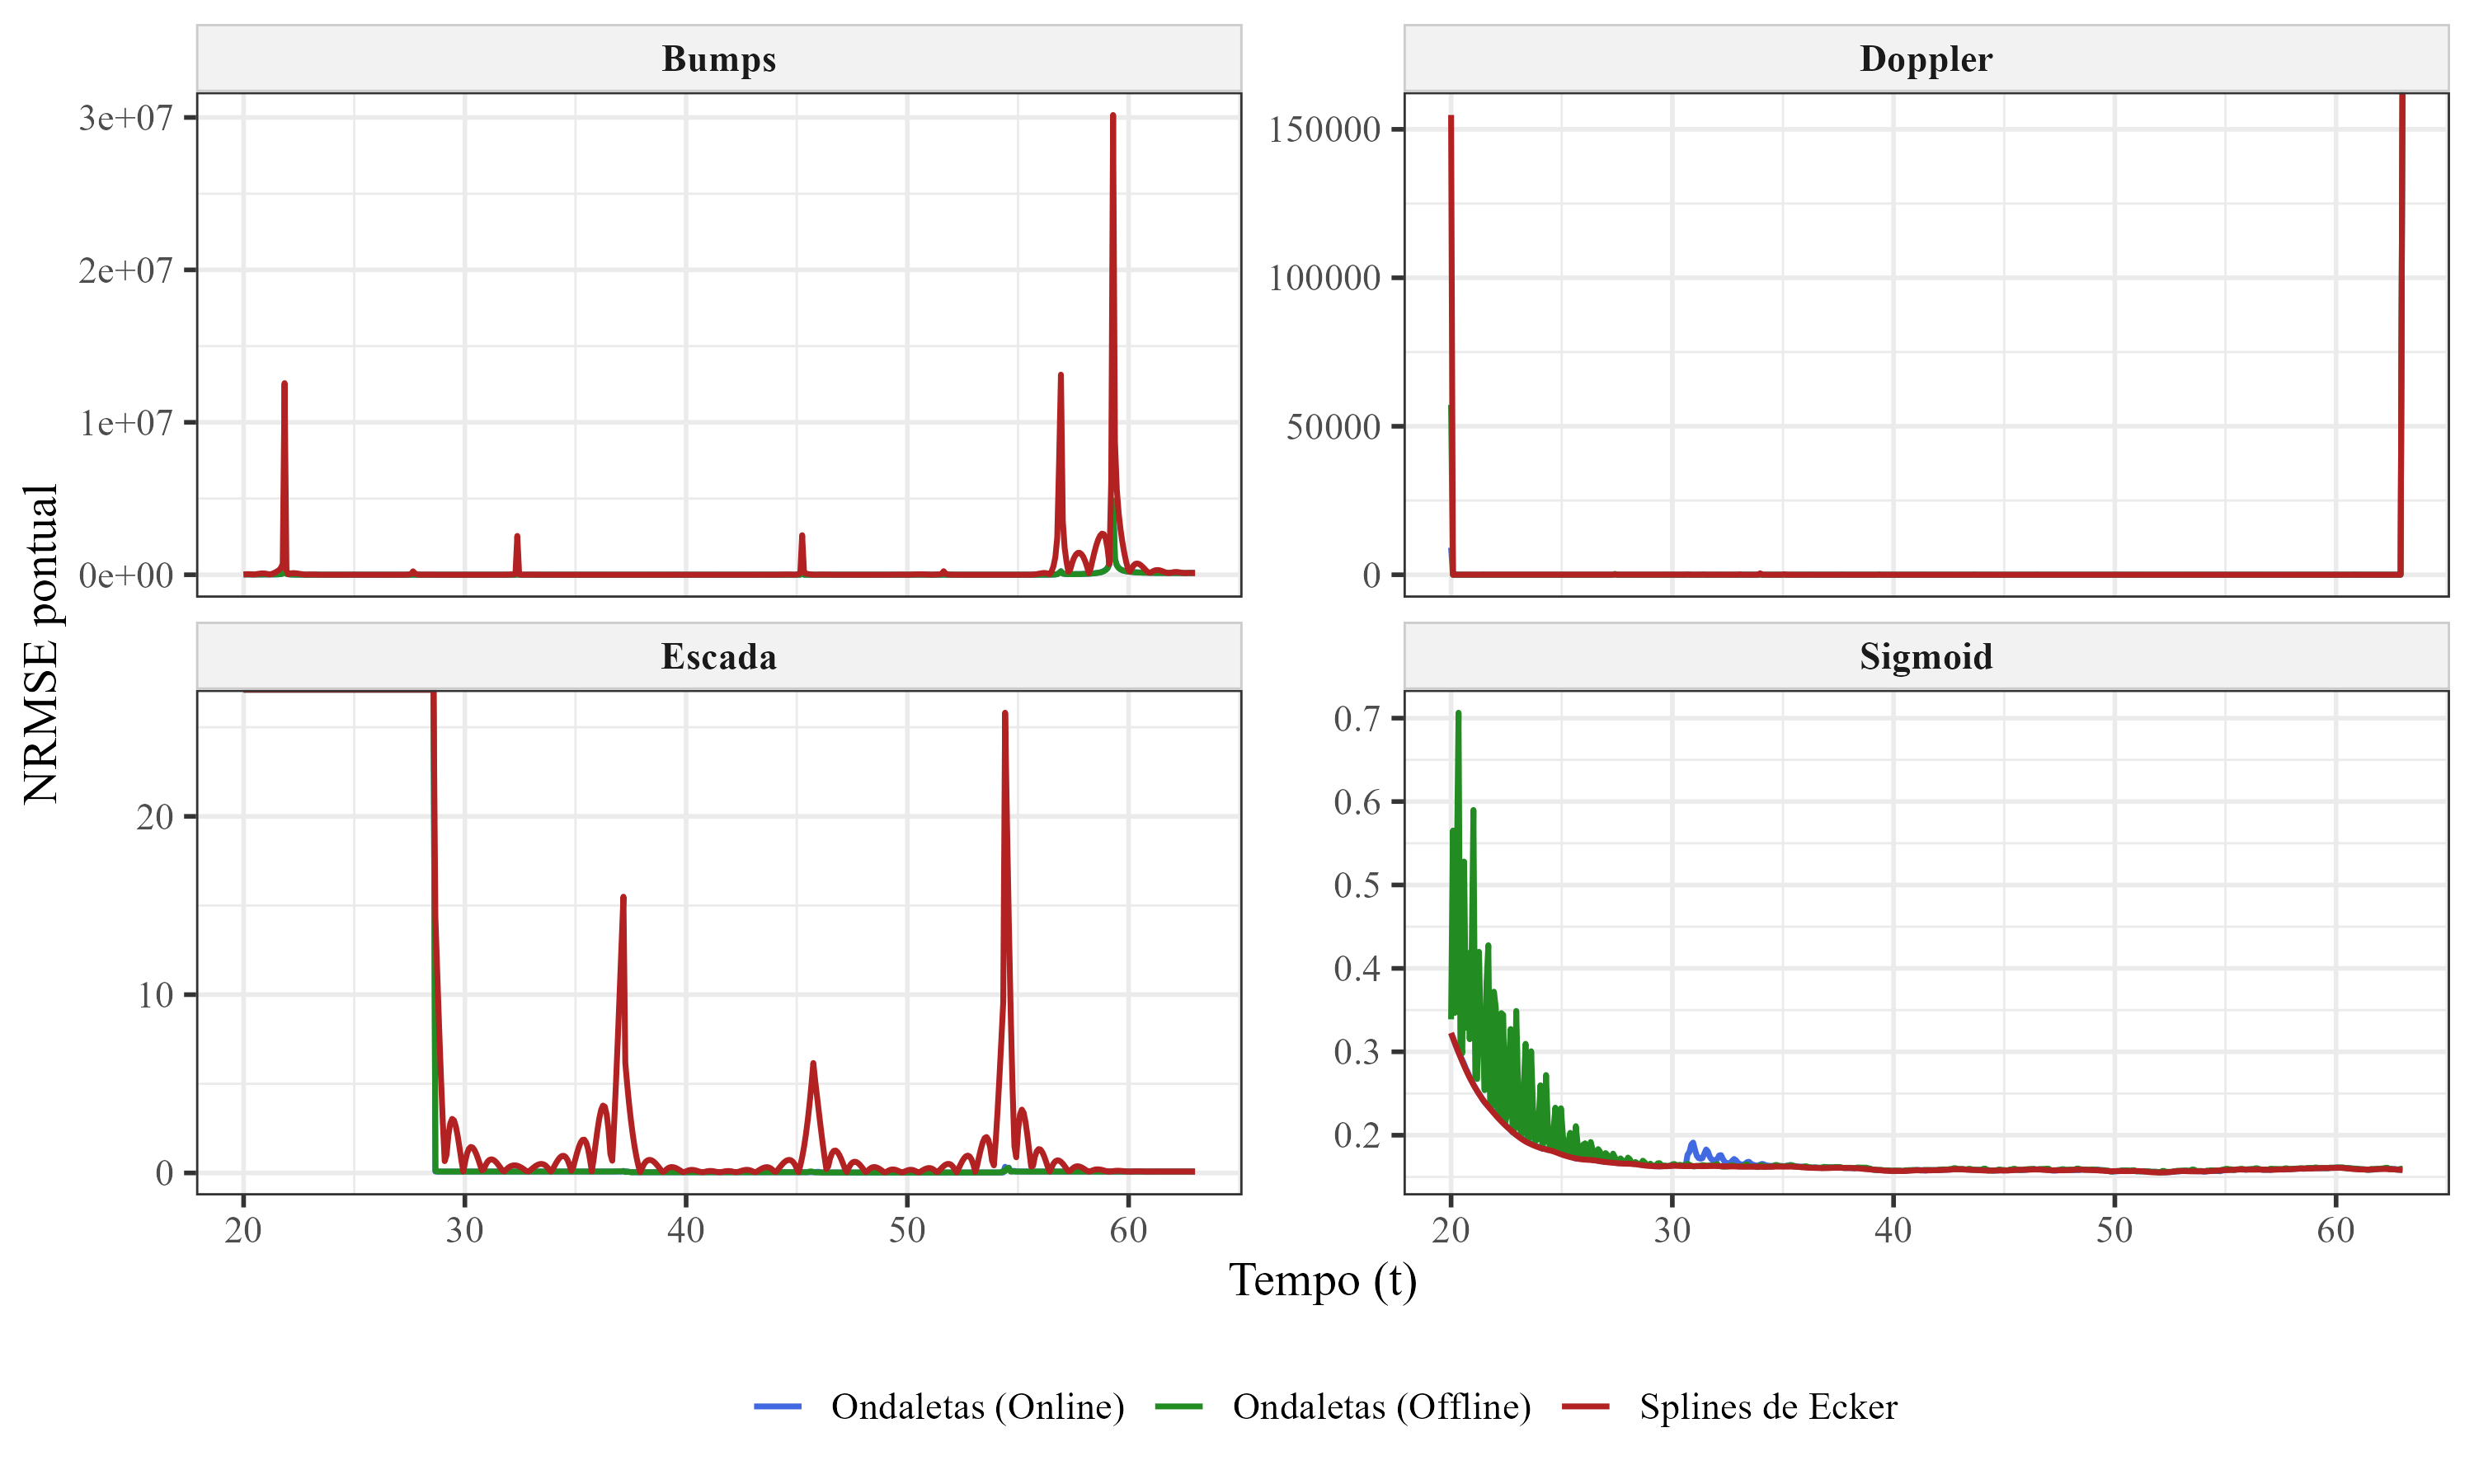 Bumps
Doppler
3e+07
2e+07
1e+07
0e+00
150000
100000
50000
0
NRMSE pontual
Escada
Sigmoid
20
10
0
0.7
0.6
0.5
0.4
0.3
0.2
20 30 40 50 60
20 30 40 50 60
Tempo (t)
Ondaletas (Online) Ondaletas (Offline) Splines de Ecker